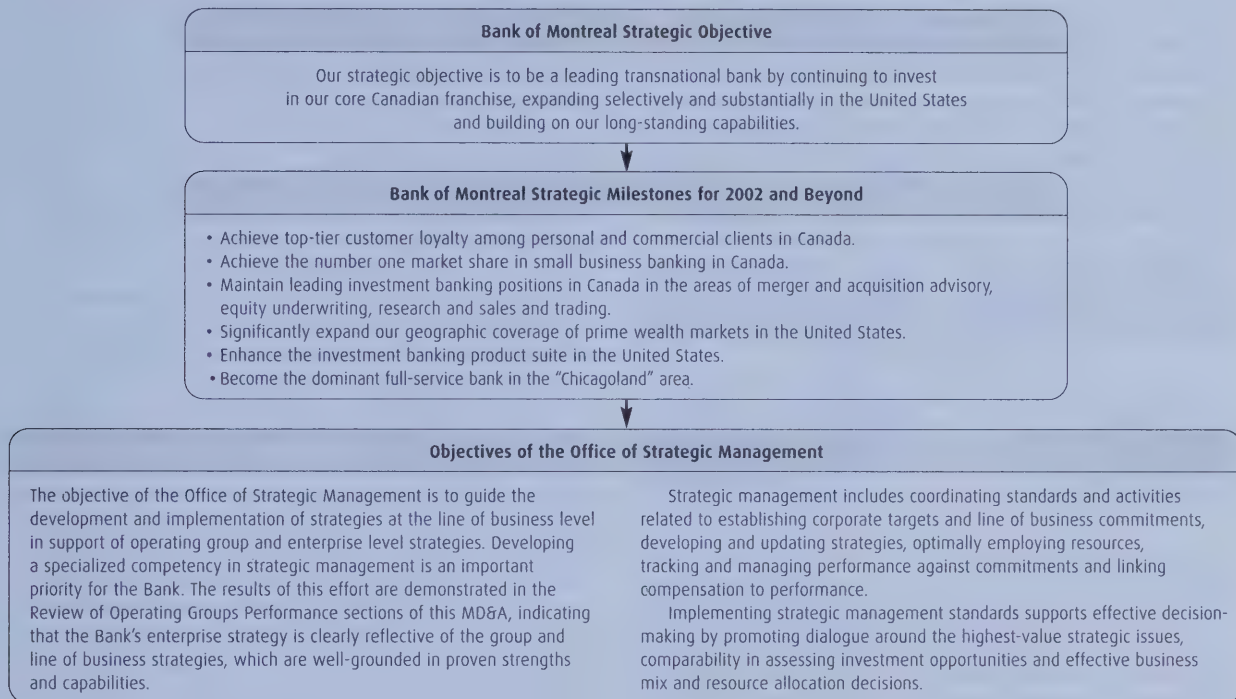 Bank of Montreal Strategic Objective
Our strategic objective is to be a leading transnational bank by continuing to invest
in our core Canadian franchise, expanding selectively and substantially in the United States
and building on our long-standing capabilities.
Bank of Montreal Strategic Milestones for 2002 and Beyond
• Achieve top-tier customer loyalty among personal and commercial clients in Canada.
• Achieve the number one market share in small business banking in Canada.
• Maintain leading investment banking positions in Canada in the areas of merger and acquisition advisory,
equity underwriting, research and sales and trading.
• Significantly expand our geographic coverage of prime wealth markets in the United States.
• Enhance the investment banking product suite in the United States.
• Become the dominant full-service bank in the “Chicagoland” area.
Objectives of the Office of Strategic Management
The objective of the Office of Strategic Management is to guide the
development and implementation of strategies at the line of business level
in support of operating group and enterprise level strategies. Developing
a specialized competency in strategic management is an important
priority for the Bank. The results of this effort are demonstrated in the
Review of Operating Groups Performance sections of this MD&A, indicating
that the Bank’s enterprise strategy is clearly reflective of the group and
line of business strategies, which are well-grounded in proven strengths
and capabilities.
Strategic management includes coordinating standards and activities
related to establishing corporate targets and line of business commitments,
developing and updating strategies, optimally employing resources,
tracking and managing performance against commitments and linking
compensation to performance.
Implementing strategic management standards supports effective decision-
making by promoting dialogue around the highest-value strategic issues,
comparability in assessing investment opportunities and effective business
mix and resource allocation decisions.